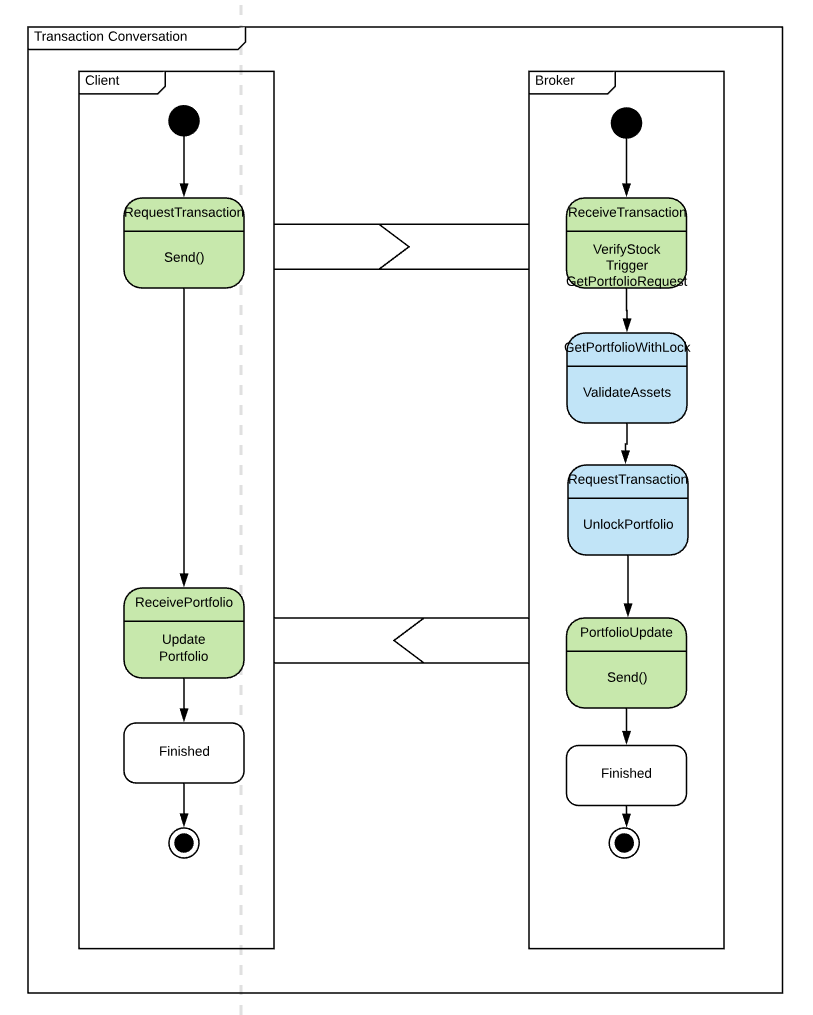 Transaction Conversation
Client
RequestTransaction
Send()
ReceivePortfolio
Update
Portfolio
Finished
Broker
ReceiveTransaction
VerifyStock
Trigger
GetPortfolioRequest
GetPortfolioWithLock
ValidateAssets
RequestTransaction
UnlockPortfolio
PortfolioUpdate
Send()
Finished